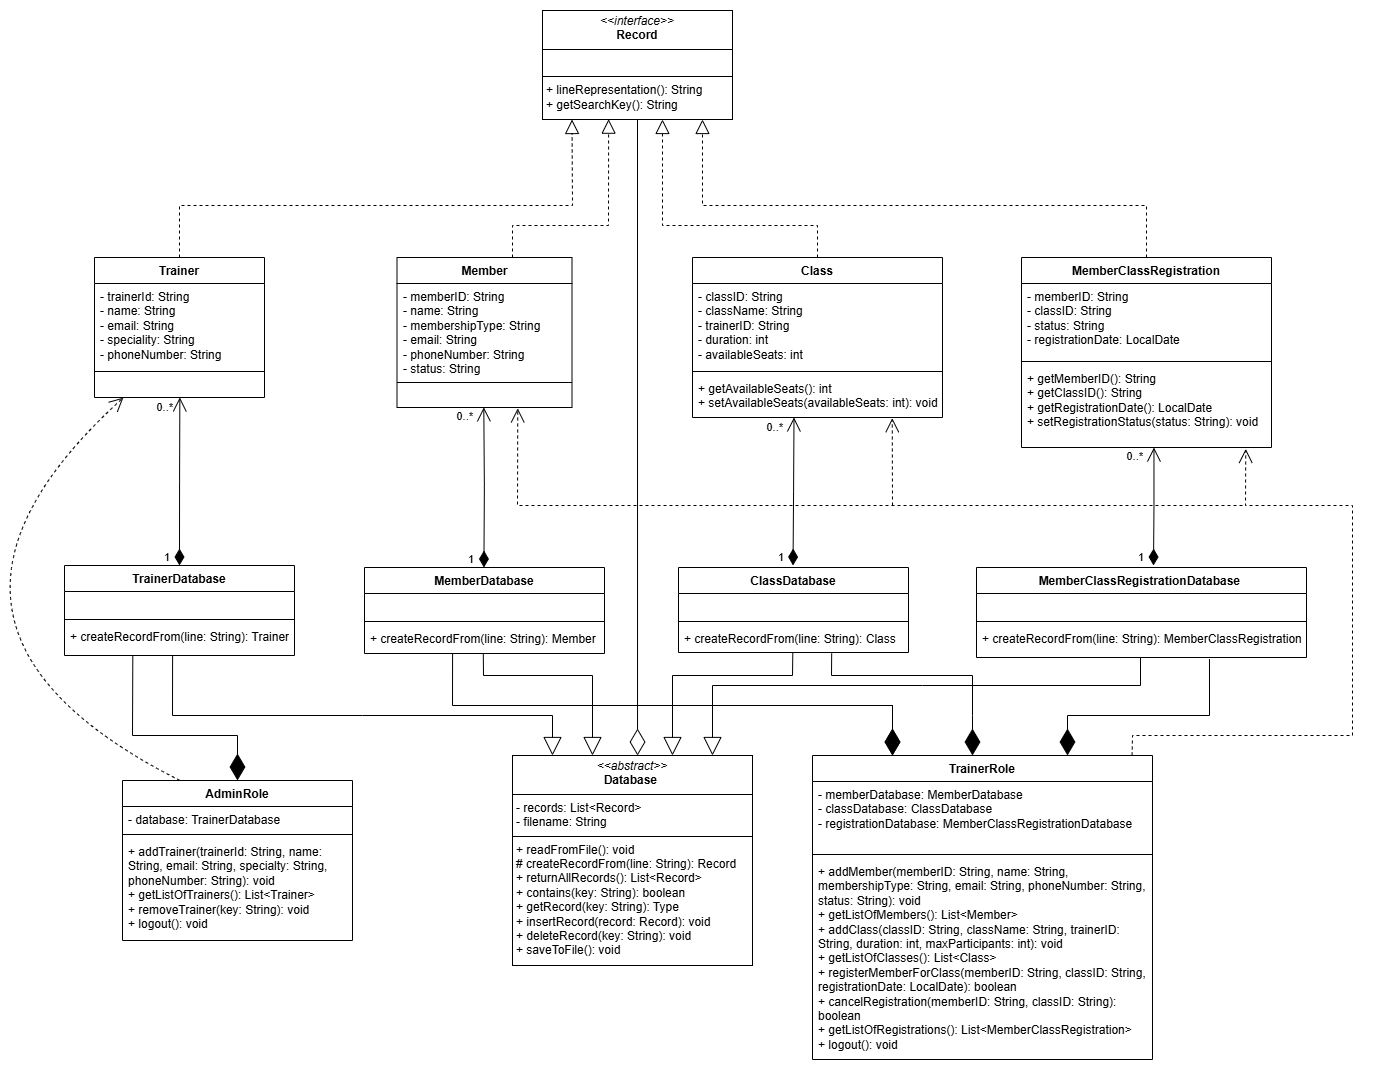 <<interface>>
Record
+ lineRepresentation(): String
+ getSearchKey(): String
Trainer
- trainerId: String
- name: String
- email: String
- speciality: String
- phoneNumber: String
Member
- memberID: String
- name: String
- membershipType: String
- email: String
- phoneNumber: String
- status: String
Class
- classID: String
- className: String
- trainerID: String
- duration: int
- availableSeats: int
+ getAvailableSeats(): int
+ setAvailableSeats(availableSeats: int): void
MemberClassRegistration
- memberID: String
- classID: String
- status: String
- registrationDate: LocalDate
+ getMemberID(): String
+ getClassID(): String
+ getRegistrationDate(): LocalDate
+ setRegistrationStatus(status: String): void
0..*
0..*
0..*
0..*
1
1
1
1
TrainerDatabase
+ createRecordFrom(line: String): Trainer
MemberDatabase
+ createRecordFrom(line: String): Member
ClassDatabase
+ createRecordFrom(line: String): Class
MemberClassRegistrationDatabase
+ createRecordFrom(line: String): MemberClassRegistration
AdminRole
- database: TrainerDatabase
+ addTrainer(trainerId: String, name:
String, email: String, specialty: String,
phoneNumber: String): void
+ getListOfTrainers(): List<Trainer>
+ removeTrainer(key: String): void
+ logout(): void
<<abstract>>
Database
- records: List<Record>
- filename: String
+ readFromFile(): void
# createRecordFrom(line: String): Record
+ returnAllRecords(): List<Record>
+ contains(key: String): boolean
+ getRecord(key: String): Type
+ insertRecord(record: Record): void
+ deleteRecord(key: String): void
+ saveToFile(): void
TrainerRole
- memberDatabase: MemberDatabase
- classDatabase: ClassDatabase
- registrationDatabase: MemberClassRegistrationDatabase
+ addMember(memberID: String, name: String,
membershipType: String, email: String, phoneNumber: String,
status: String): void
+ getListOfMembers(): List<Member>
+ addClass(classID: String, className: String, trainerID:
String, duration: int, maxParticipants: int): void
+ getListOfClasses(): List<Class>
+ registerMemberForClass(memberID: String, classID: String,
registrationDate: LocalDate): boolean
+ cancelRegistration(memberID: String, classID: String):
boolean
+ getListOfRegistrations(): List<MemberClassRegistration>
+ logout(): void